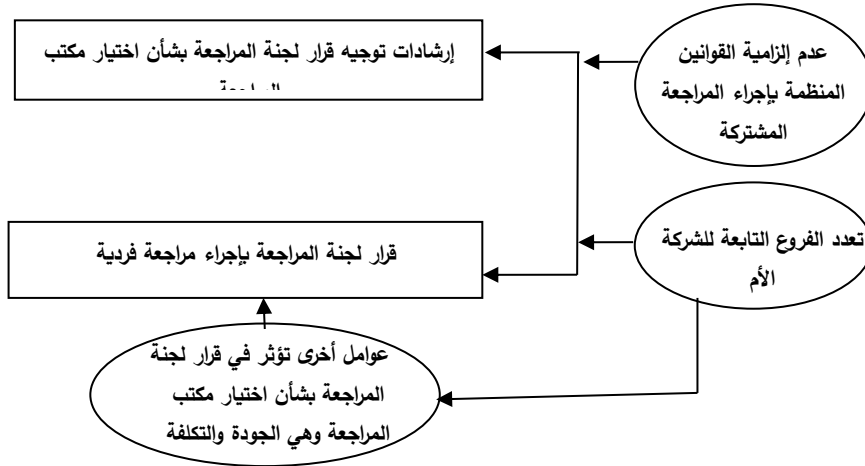 إرشادات توجيه قرار لجنة المراجعة بشأن اختيار مكتب
عدم إلزامية القوانين
المنظمة بإجراء المراجعة
المشتركة
تعدد الفروع التابعة للشركة
الأم
قرار لجنة المراجعة بإجراء مراجعة فردية
عوامل أخرى تؤثر في قرار لجنة
المراجعة بشأن اختيار مكتب
المراجعة وهي الجودة والتكلفة